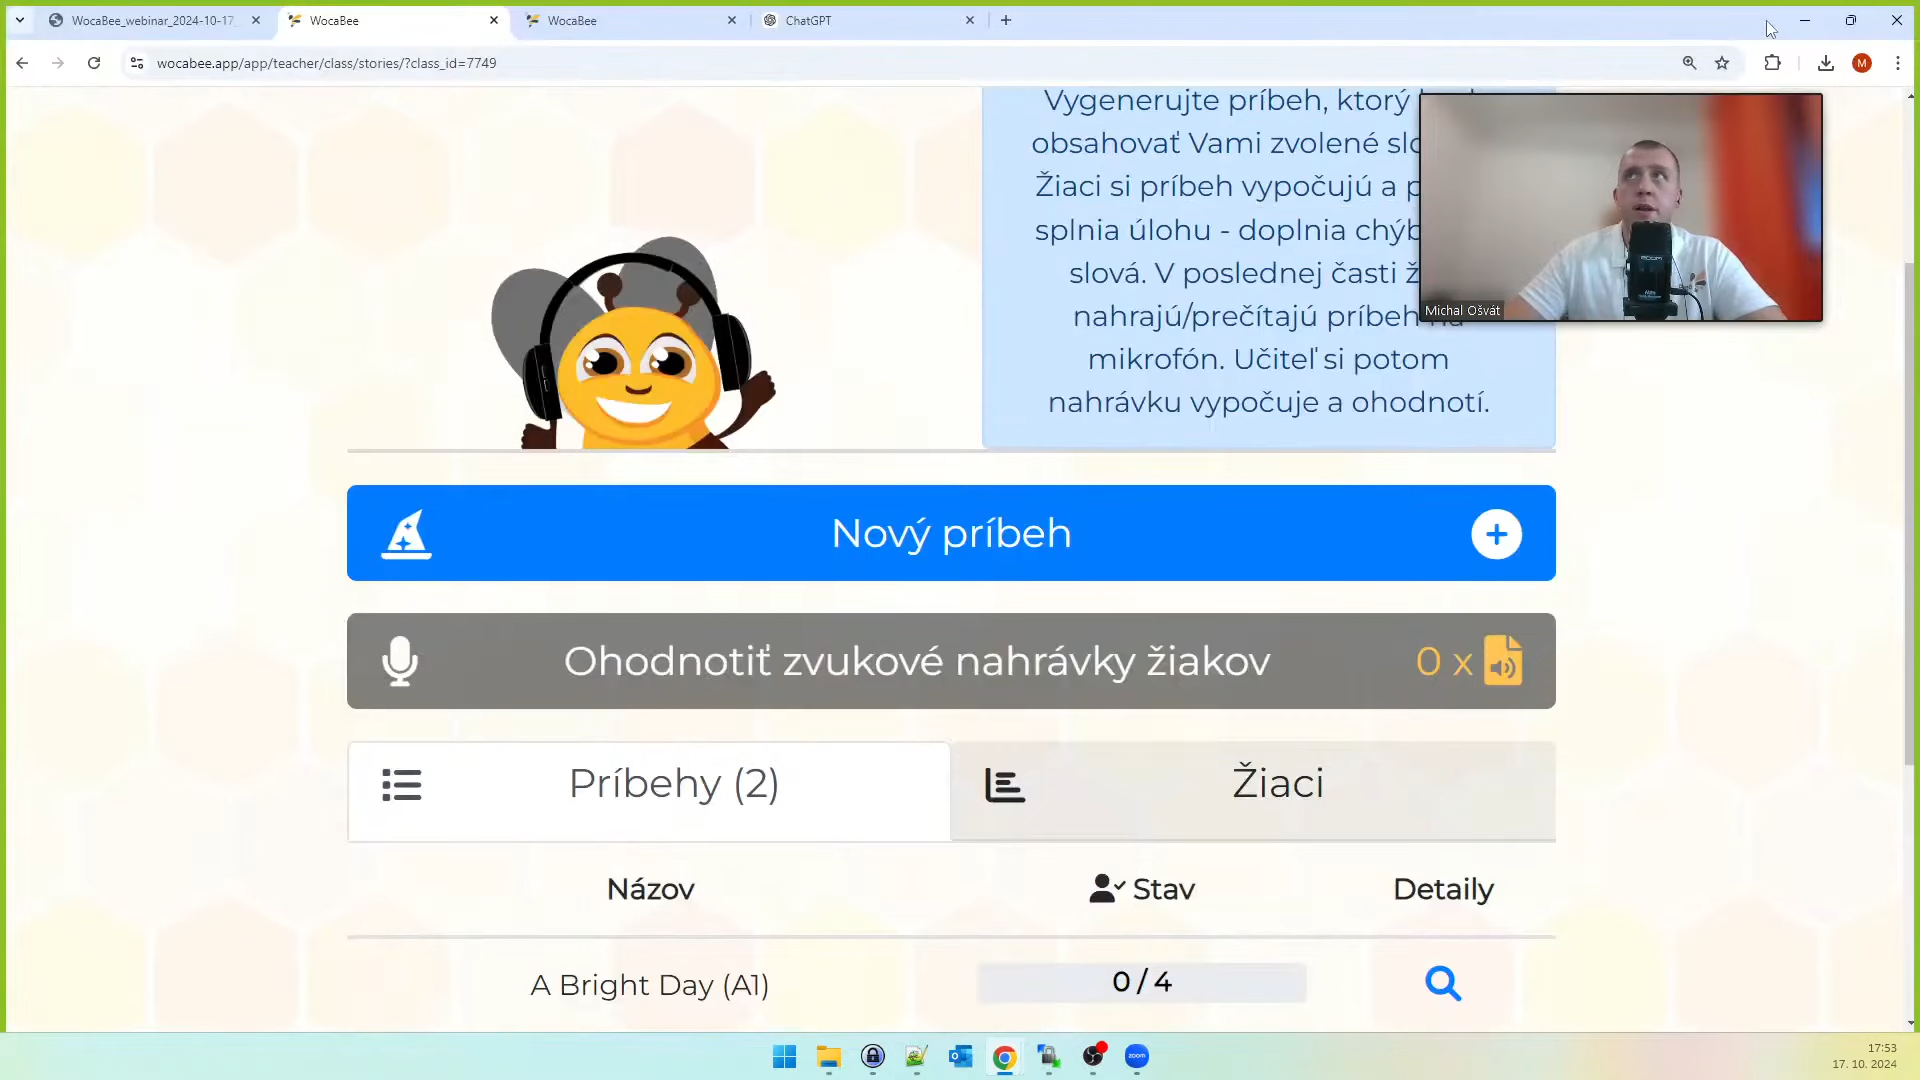 WocaBee_webinar_2024-10-17
WocaBee
WocaBee
ChatGPT
wocabee.app/app/teacher/class/stories/?class_id=7749
M
Vygenerujte príbeh, ktorý
obsahovať Vami zvolené
Žiaci si príbeh vypočujú a
splnia úlohu - doplnia
slová. V poslednej časti
nahrajú/prečítajú príbeh
mikrofón. Učiteľ si potom
nahrávku vypočuje a ohodnotí.
zoom
Michal Ošvát
Nový príbeh
Ohodnotiť zvukové nahrávky žiakov
0 x
Príbehy (2)
Žiaci
Názov
Stav
Detaily
A Bright Day (A1)
0 / 4
zoom
17:53
17. 10. 2024